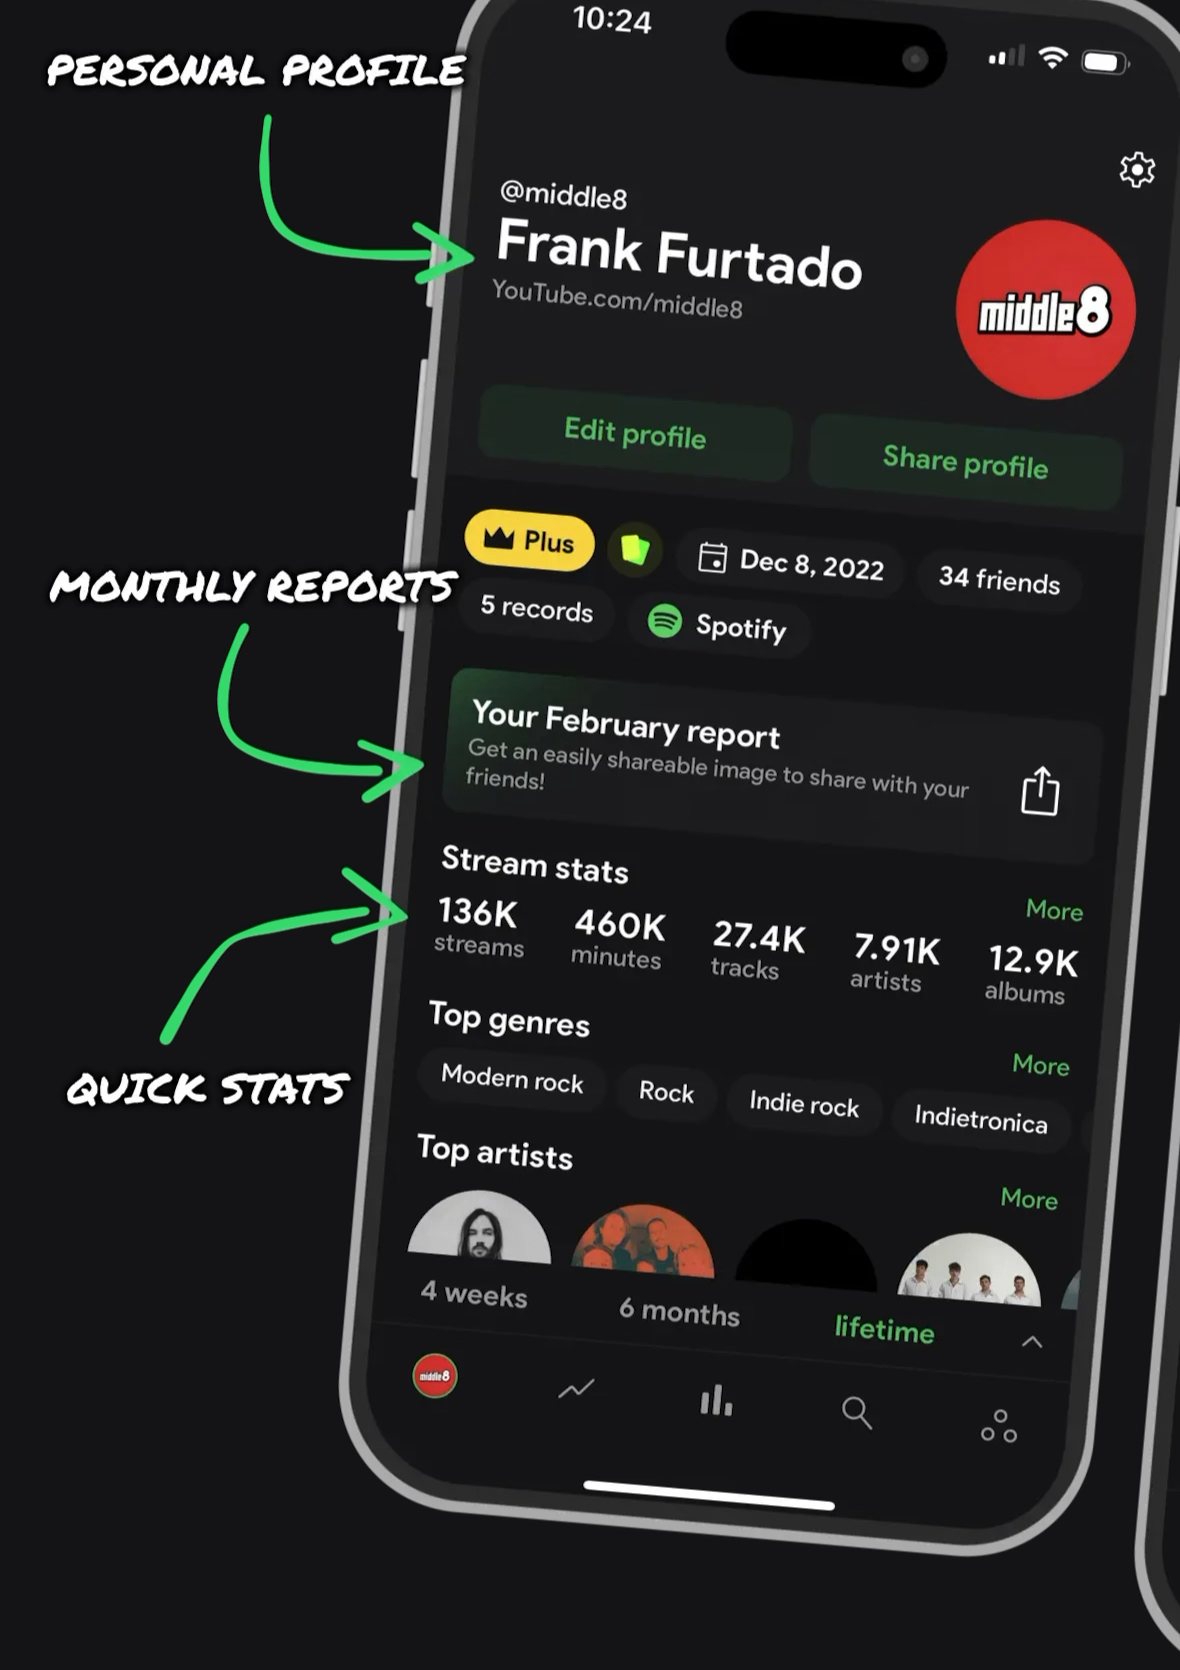 10:24
PERSONAL PROFILE
@middle8
Frank Furtado
YouTube.com/middle8
middle8
Edit profile
Share profile
Plus
Dec 8, 2022
34 friends
MONTHLY REPORTS
5 records
Spotify
Your February report
Get an easily shareable image to share with your
friends!
Stream stats
More
136K
460K
27.4K
7.91K
12.9K
streams
minutes
tracks
artists
albums
QUICK STATS
Top genres
More
Modern rock
Rock
Indie rock
Indietronica
Top artists
More
4 weeks
6 months
lifetime
middle8